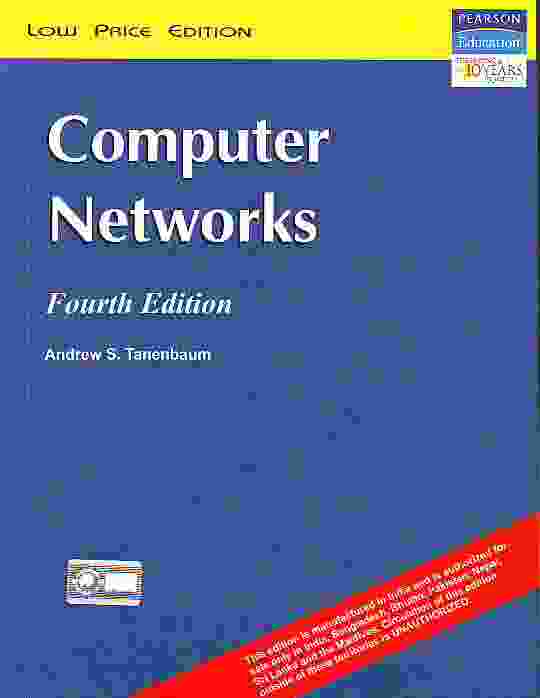 LOW PRICE EDITION
PEARSON
Education
10 YEARS
Computer
Networks
Fourth Edition
Andrew S. Tanenbaum
This edition is manufactured in India and is authorized for
sale only in India, Bangladesh, Bhutan, Pakistan, Nepal,
Sri Lanka and the Maldives. Circulation of this edition
outside of these territories is UNAUTHORIZED.